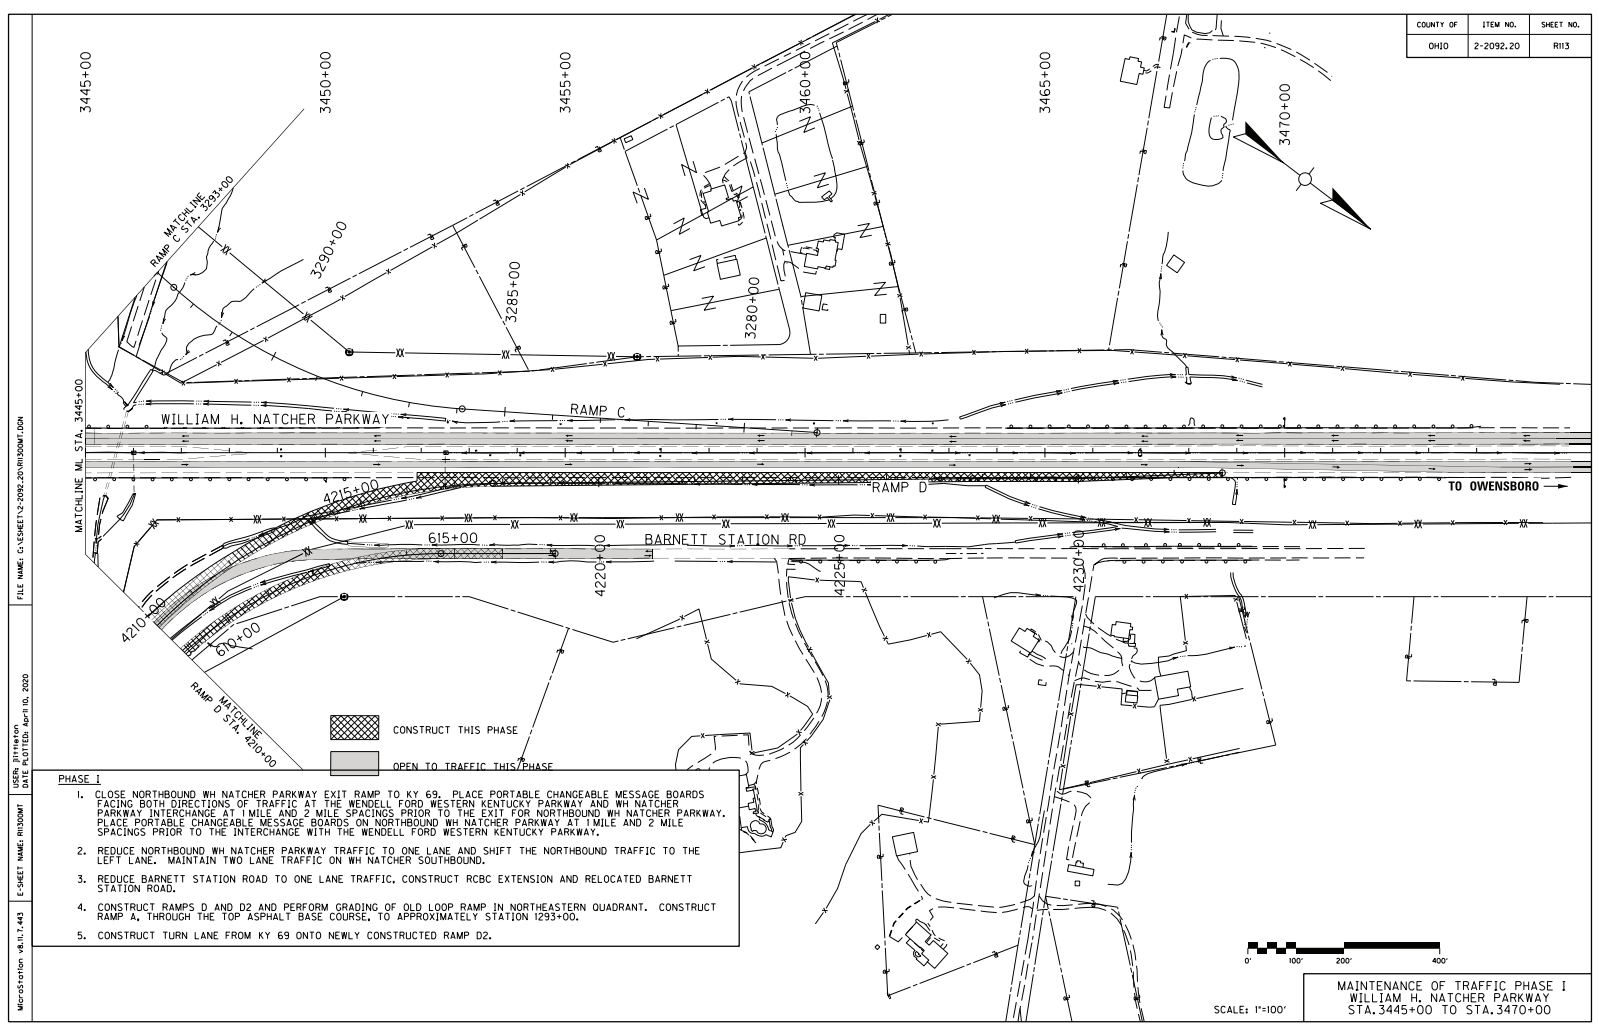 COUNTY OF
ITEM NO.
SHEET NO.
OHIO
2-2092.20
R113
3445+00
3450+00
3455+00
3460+00
3465+00
3470+00
MATCHLINE
RAMP C STA. 3293+00
3290+00
3285+00
3280+00
MATCHLINE ML STA. 3445+00
WILLIAM H. NATCHER PARKWAY
RAMP C
4215+00
RAMP D
TO OWENSBORO
615+00
BARNETT STATION RD
4220+00
4225+00
4230+00
4210+00
610+00
MATCHLINE
RAMP D STA. 4210+00
CONSTRUCT THIS PHASE
OPEN TO TRAFFIC THIS PHASE
PHASE I
1. CLOSE NORTHBOUND WH NATCHER PARKWAY EXIT RAMP TO KY 69. PLACE PORTABLE CHANGEABLE MESSAGE BOARDS
FACING BOTH DIRECTIONS OF TRAFFIC AT THE WENDELL FORD WESTERN KENTUCKY PARKWAY AND WH NATCHER
PARKWAY INTERCHANGE AT 1 MILE AND 2 MILE SPACINGS PRIOR TO THE EXIT FOR NORTHBOUND WH NATCHER PARKWAY.
PLACE PORTABLE CHANGEABLE MESSAGE BOARDS ON NORTHBOUND WH NATCHER PARKWAY AT 1 MILE AND 2 MILE
SPACINGS PRIOR TO THE INTERCHANGE WITH THE WENDELL FORD WESTERN KENTUCKY PARKWAY.
2. REDUCE NORTHBOUND WH NATCHER PARKWAY TRAFFIC TO ONE LANE AND SHIFT THE NORTHBOUND TRAFFIC TO THE
LEFT LANE. MAINTAIN TWO LANE TRAFFIC ON WH NATCHER SOUTHBOUND.
3. REDUCE BARNETT STATION ROAD TO ONE LANE TRAFFIC, CONSTRUCT RCBC EXTENSION AND RELOCATED BARNETT
STATION ROAD.
4. CONSTRUCT RAMPS D AND D2 AND PERFORM GRADING OF OLD LOOP RAMP IN NORTHEASTERN QUADRANT. CONSTRUCT
RAMP A, THROUGH THE TOP ASPHALT BASE COURSE, TO APPROXIMATELY STATION 1293+00.
5. CONSTRUCT TURN LANE FROM KY 69 ONTO NEWLY CONSTRUCTED RAMP D2.
0'
100'
200'
400'
SCALE: 1"=100'
MAINTENANCE OF TRAFFIC PHASE I
WILLIAM H. NATCHER PARKWAY
STA.3445+00 TO STA.3470+00
FILE NAME: C:\ESHEET\2-2092.20\R11300MT.DGN
DATE PLOTTED: April 10, 2020
E-SHEET NAME: R11300MT
MicroStation v8.11.7.443